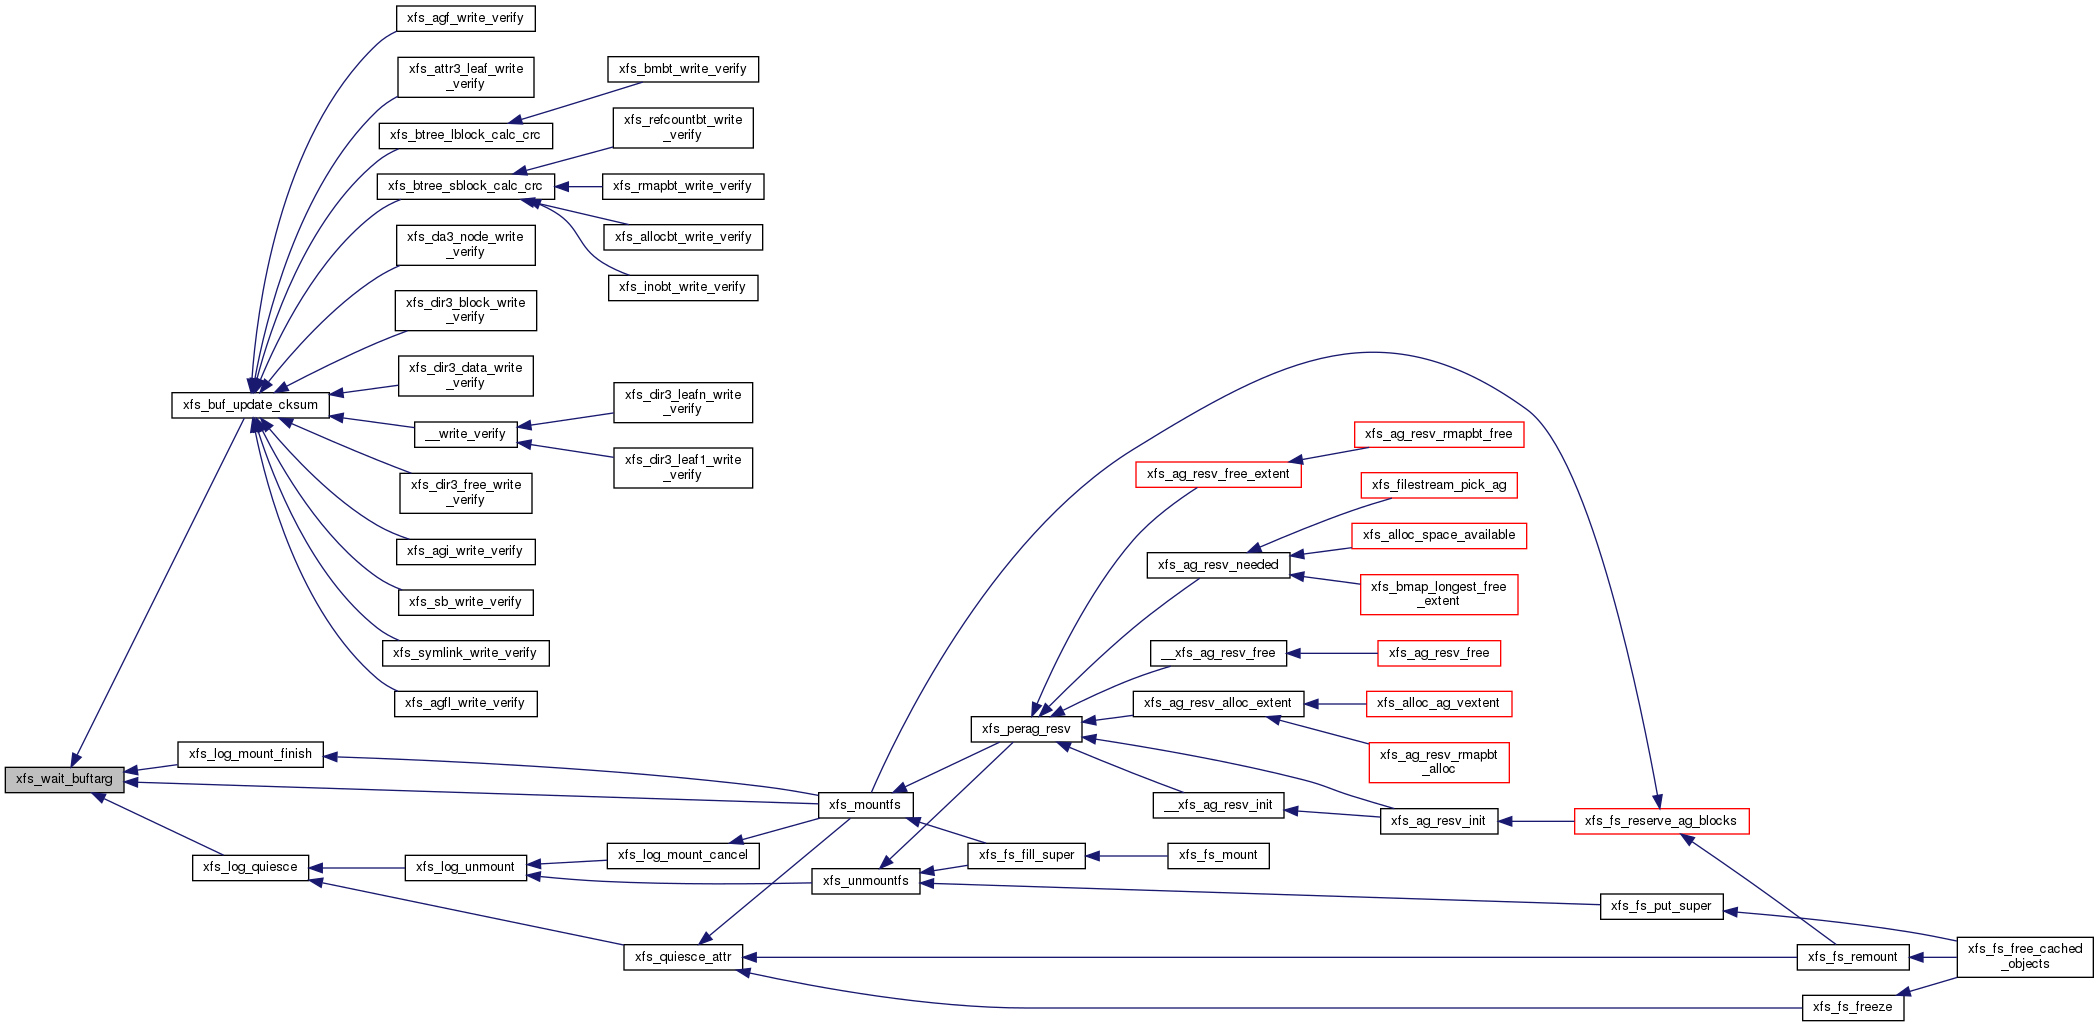 xfs_agf_write_verify
xfs_attr3_leaf_write
_verify
xfs_bmbt_write_verify
xfs_btree_lblock_calc_crc
xfs_refcountbt_write
_verify
xfs_btree_sblock_calc_crc
xfs_rmapbt_write_verify
xfs_da3_node_write
_verify
xfs_allocbt_write_verify
xfs_inobt_write_verify
xfs_dir3_block_write
_verify
xfs_dir3_data_write
_verify
xfs_buf_update_cksum
xfs_dir3_leafn_write
_verify
__write_verify
xfs_dir3_leaf1_write
_verify
xfs_dir3_free_write
_verify
xfs_agi_write_verify
xfs_sb_write_verify
xfs_symlink_write_verify
xfs_agfl_write_verify
xfs_ag_resv_rmapbt_free
xfs_ag_resv_free_extent
xfs_filestream_pick_ag
xfs_alloc_space_available
xfs_ag_resv_needed
xfs_bmap_longest_free
_extent
__xfs_ag_resv_free
xfs_ag_resv_free
xfs_ag_resv_alloc_extent
xfs_alloc_ag_vextent
xfs_perag_resv
xfs_ag_resv_rmapbt
_alloc
xfs_log_mount_finish
xfs_wait_buftarg
xfs_mountfs
__xfs_ag_resv_init
xfs_ag_resv_init
xfs_fs_reserve_ag_blocks
xfs_log_quiesce
xfs_log_unmount
xfs_log_mount_cancel
xfs_fs_fill_super
xfs_fs_mount
xfs_unmountfs
xfs_fs_put_super
xfs_quiesce_attr
xfs_fs_remount
xfs_fs_free_cached
_objects
xfs_fs_freeze